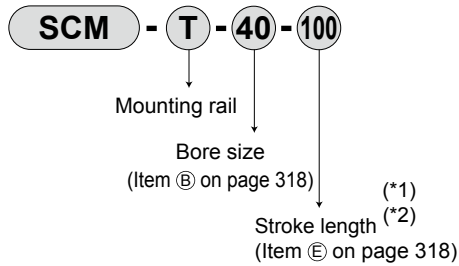 SCM - T - 40 - 100
Mounting rail
Bore size
(Item Ⓑ on page 318)
(*1)
Stroke length (*2)
(Item Ⓔ on page 318)